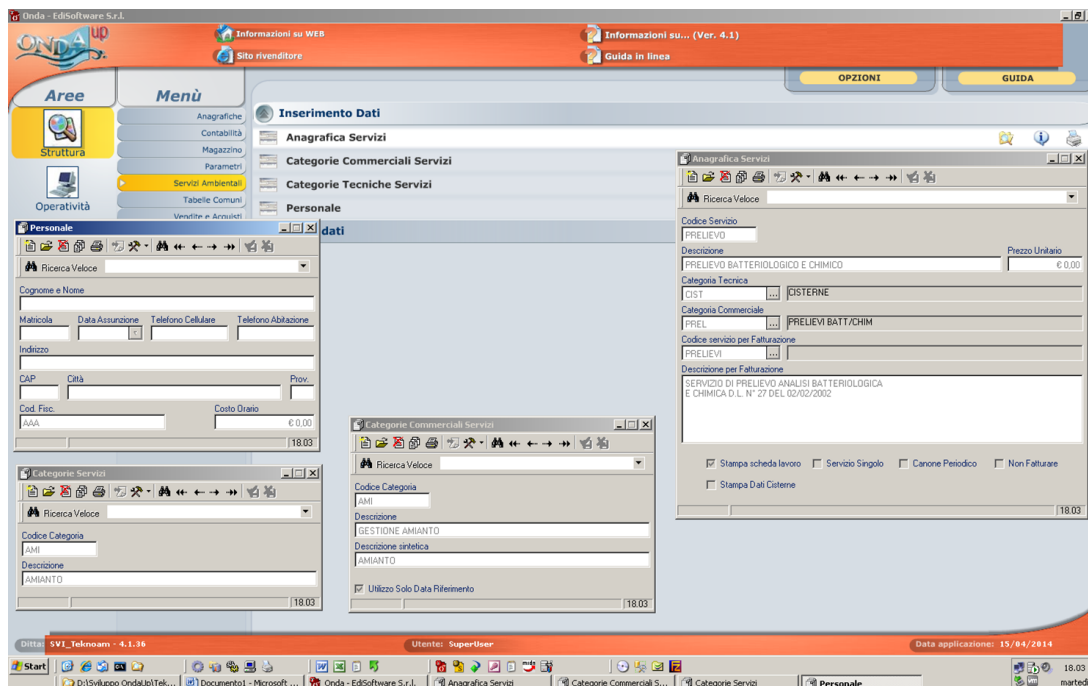 Onda - EdiSoftware S.r.l.
ONDA UP
Informazioni su WEB
Informazioni su... (Ver. 4.1)
Sito rivenditore
Guida in linea
OPZIONI
GUIDA
Aree
Menù
Struttura
Operatività
Anagrafiche
Contabilità
Magazzino
Parametri
Servizi Ambientali
Tabelle Comuni
Vendite e Acquisti
Inserimento Dati
Anagrafica Servizi
Categorie Commerciali Servizi
Categorie Tecniche Servizi
Personale
dati
Personale
Ricerca Veloce
Cognome e Nome
Matricola Data Assunzione Telefono Cellulare Telefono Abitazione
Indirizzo
CAP Città Prov.
Cod. Fisc. Costo Orario
AAA € 0,00
18.03
Categorie Servizi
Ricerca Veloce
Codice Categoria
AMI
Descrizione
AMIANTO
18.03
Categorie Commerciali Servizi
Ricerca Veloce
Codice Categoria
AMI
Descrizione
GESTIONE AMIANTO
Descrizione sintetica
AMIANTO
Utilizzo Solo Data Riferimento
18.03
Anagrafica Servizi
Ricerca Veloce
Codice Servizio
PRELIEVO
Descrizione Prezzo Unitario
PRELIEVO BATTERIOLOGICO E CHIMICO € 0,00
Categoria Tecnica
CIST ... CISTERNE
Categoria Commerciale
PREL ... PRELIEVI BATT/CHIM
Codice servizio per Fatturazione
PRELIEVI ...
Descrizione per Fatturazione
SERVIZIO DI PRELIEVO ANALISI BATTERIOLOGICA
E CHIMICA D.L. N° 27 DEL 02/02/2002
Stampa scheda lavoro Servizio Singolo Canone Periodico Non Fatturare
Stampa Dati Cisterne
18.03
Ditta: SVI_Teknoam - 4.1.36
Utente: SuperUser
Data applicazione: 15/04/2014
Start
18.03
D:\Sviluppo OndaUp\Tek... Documento1 - Microsoft ... Onda - EdiSoftware S.r.l. Anagrafica Servizi Categorie Commerciali S... Categorie Servizi Personale
martedì